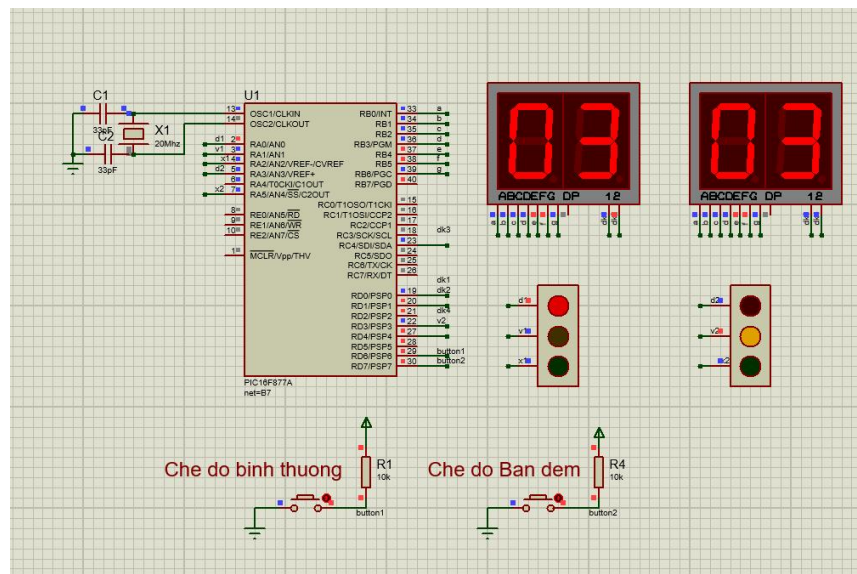 C1
33pF
C2
33pF
X1
20Mhz
U1
13
OSC1/CLKIN
14
OSC2/CLKOUT
d1 2
RA0/AN0
v1 3
RA1/AN1
x1 4
RA2/AN2/VREF-/CVREF
d2 5
RA3/AN3/VREF+
6
RA4/T0CKI/C1OUT
x2 7
RA5/AN4/SS/C2OUT
8
RE0/AN5/RD
9
RE1/AN6/WR
10
RE2/AN7/CS
1
MCLR/Vpp/THV
RB0/INT 33 a
RB1 34 b
RB2 35 c
RB3/PGM 36 d
RB4 37 e
RB5 38 f
RB6/PGC 39 g
RB7/PGD 40
RC0/T1OSO/T1CKI 15
RC1/T1OSI/CCP2 16
RC2/CCP1 17
RC3/SCK/SCL 18 dk3
RC4/SDI/SDA 23
RC5/SDO 24
RC6/TX/CK 25
RC7/RX/DT 26
dk1
RD0/PSP0 19 dk2
RD1/PSP1 20
RD2/PSP2 21 dk4
RD3/PSP3 22 v2
RD4/PSP4 27
RD5/PSP5 28
RD6/PSP6 29 button1
RD7/PSP7 30 button2
PIC16F877A
net=B7
03
ABCDEFG DP 12
a b c d e f g
03
ABCDEFG DP 12
a b c d e f g
d1
v1
x1
d2
v2
x2
Che do binh thuong
R1
10k
button1
Che do Ban dem
R4
10k
button2